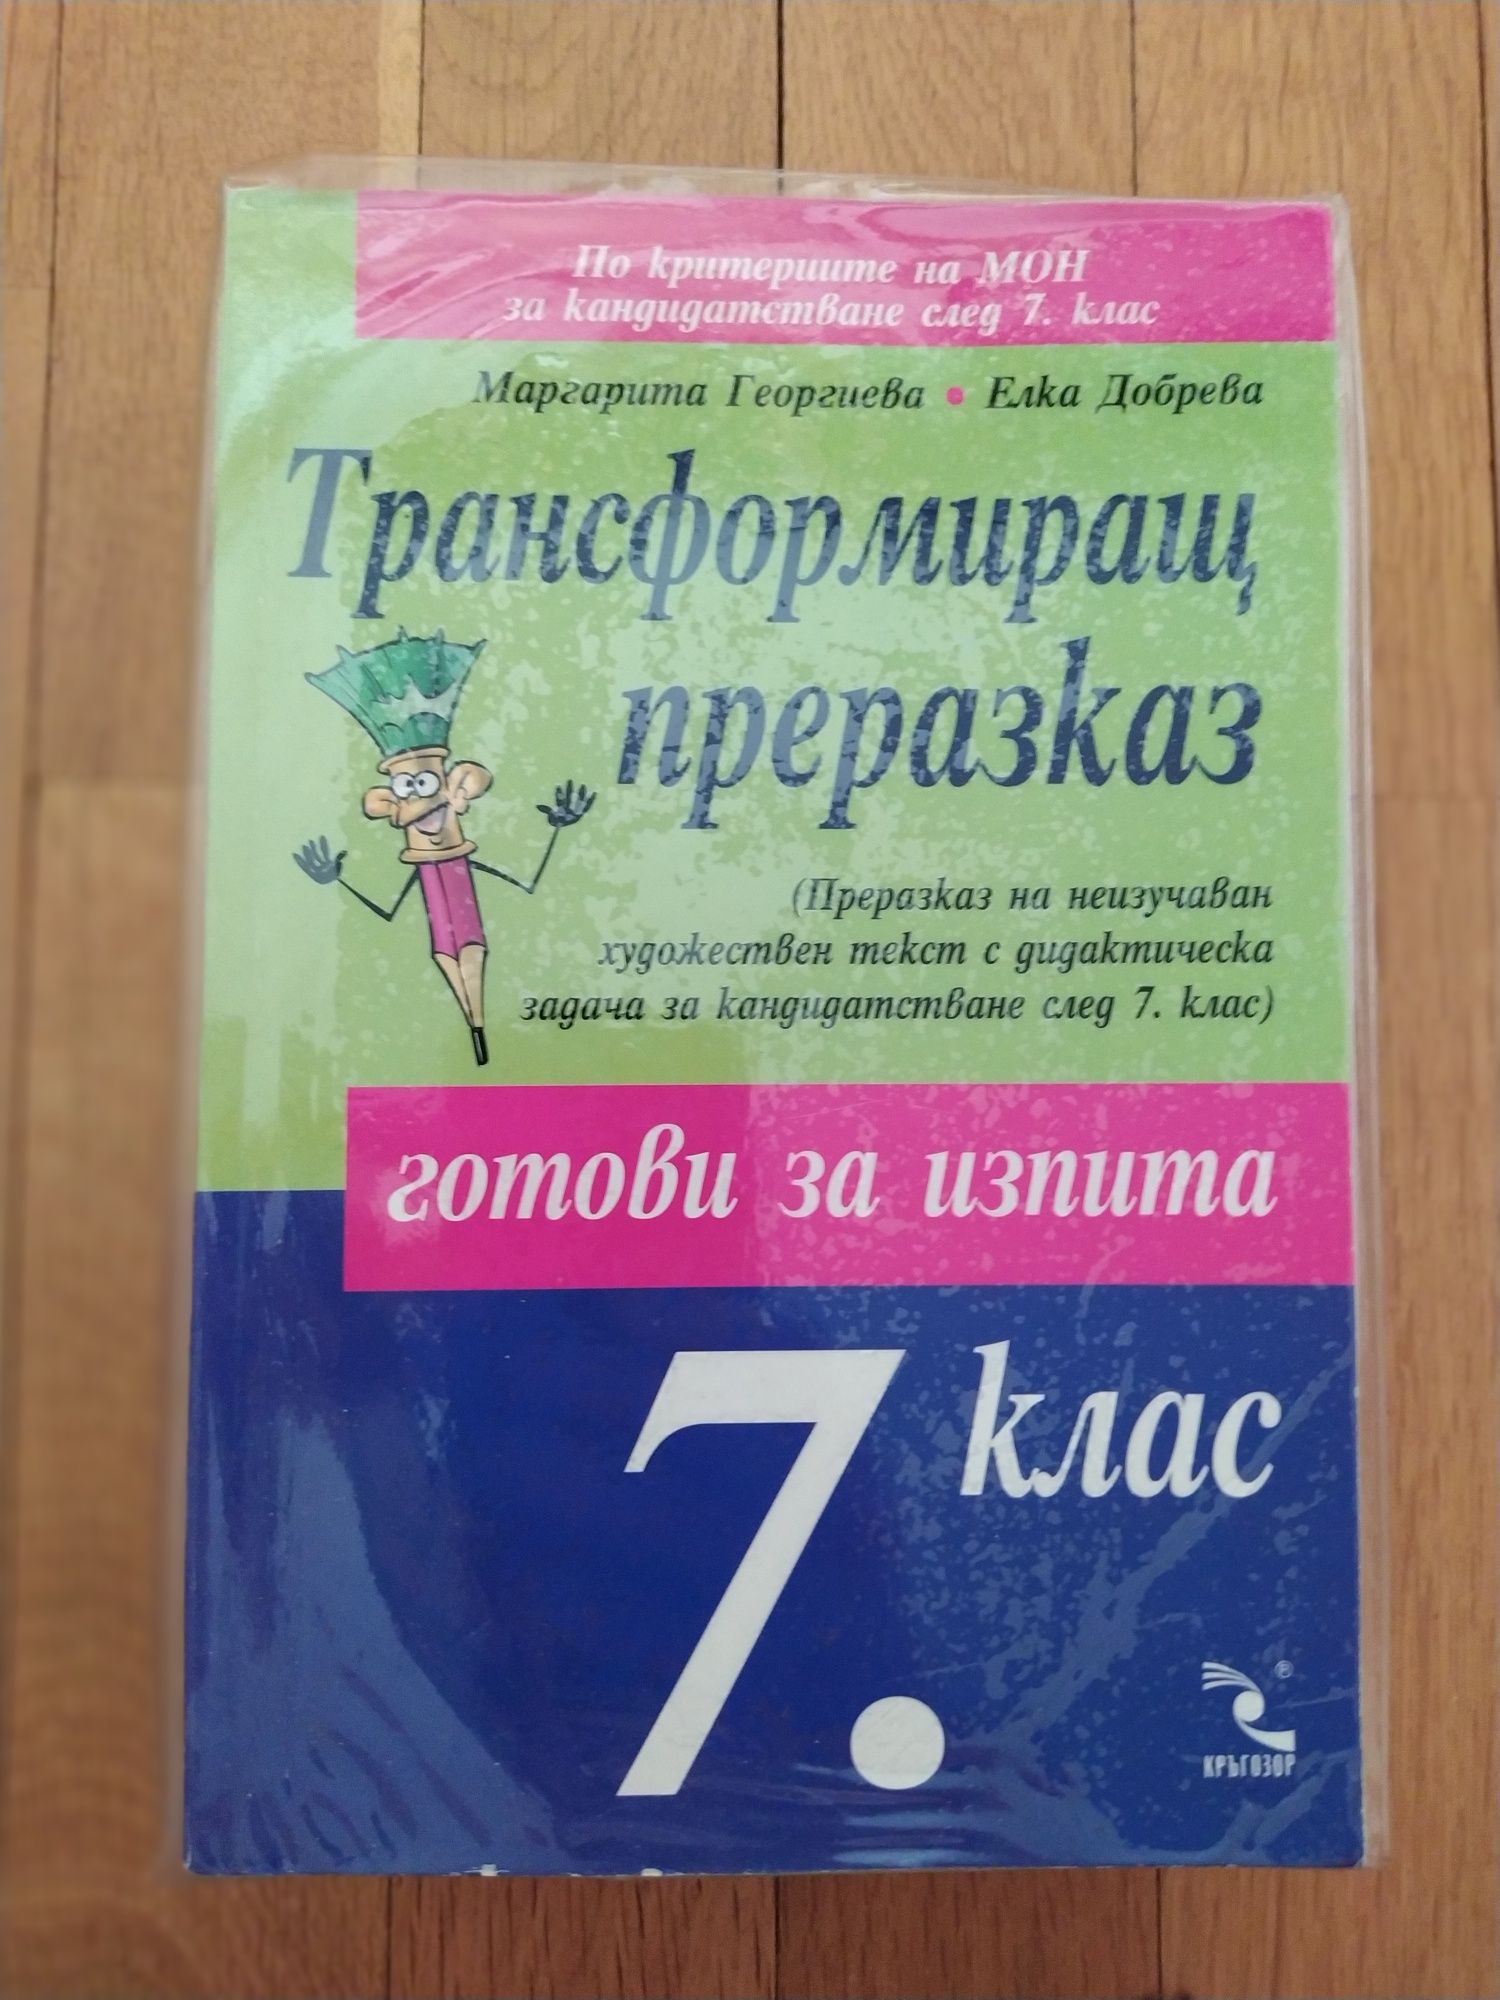 По критериите на МОН
за кандидатстване след 7. клас
Маргарита Георгиева • Елка Добрева
Трансформиращ
преразказ
(Преразказ на неизучаван
художествен текст с дидактическа
задача за кандидатстване след 7. клас)
готови за изпита
7. клас
®
КРЪГОЗОР